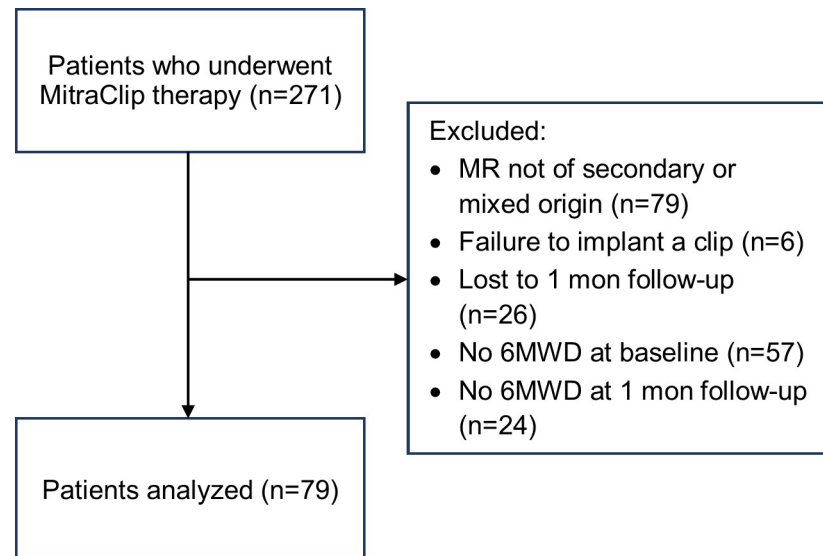 Patients who underwent
MitraClip therapy (n=271)
Excluded:
• MR not of secondary or
mixed origin (n=79)
• Failure to implant a clip (n=6)
• Lost to 1 mon follow-up
(n=26)
• No 6MWD at baseline (n=57)
• No 6MWD at 1 mon follow-up
(n=24)
Patients analyzed (n=79)